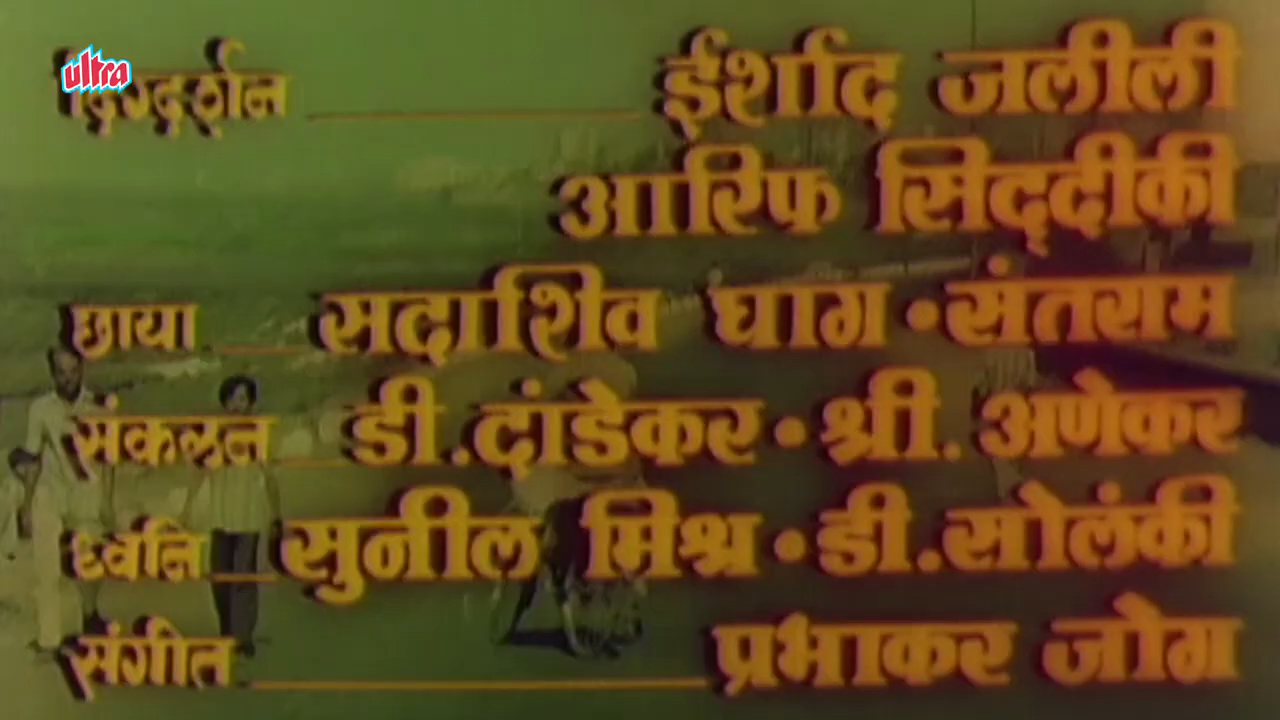 ultra
दिग्दर्शन ईर्शाद जलीली
आरिफ सिद्दीकी
छाया सदाशिव घाग • संतराम
संकलन डी. दांडेकर • श्री. अणेकर
ध्वनि सुनील मिश्र • डी. सोलंकी
संगीत प्रभाकर जोग